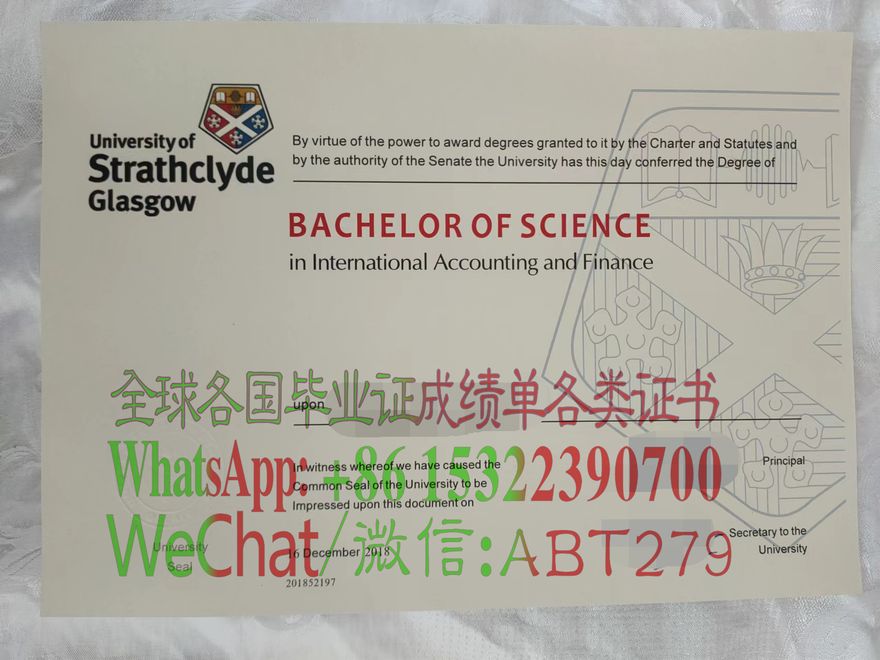 University of
Strathclyde
Glasgow
By virtue of the power to award degrees granted to it by the Charter and Statutes and
by the authority of the Senate the University has this day conferred the Degree of
BACHELOR OF SCIENCE
in International Accounting and Finance
全球各国毕业证成绩单各类证书
upon
WhatsApp: +86 15322390700
In witness whereof we have caused the
Common Seal of the University to be
Impressed upon this document on
Principal
WeChat/微信:ABT279
University
Seal
16 December 2018
Secretary to the
University
201852197